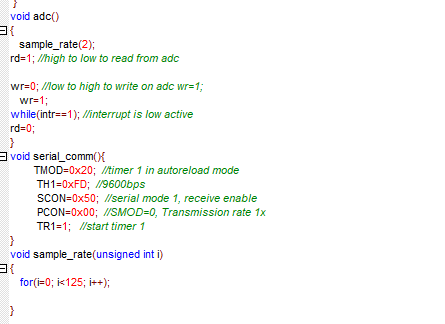 }
void adc()
{
sample_rate(2);
rd=1; //high to low to read from adc
wr=0; //low to high to write on adc wr=1;
wr=1;
while(intr==1); //interrupt is low active
rd=0;
}
void serial_comm(){
TMOD=0x20; //timer 1 in autoreload mode
TH1=0xFD; //9600bps
SCON=0x50; //serial mode 1, receive enable
PCON=0x00; //SMOD=0, Transmission rate 1x
TR1=1; //start timer 1
}
void sample_rate(unsigned int i)
{
for(i=0; i<125; i++);
}